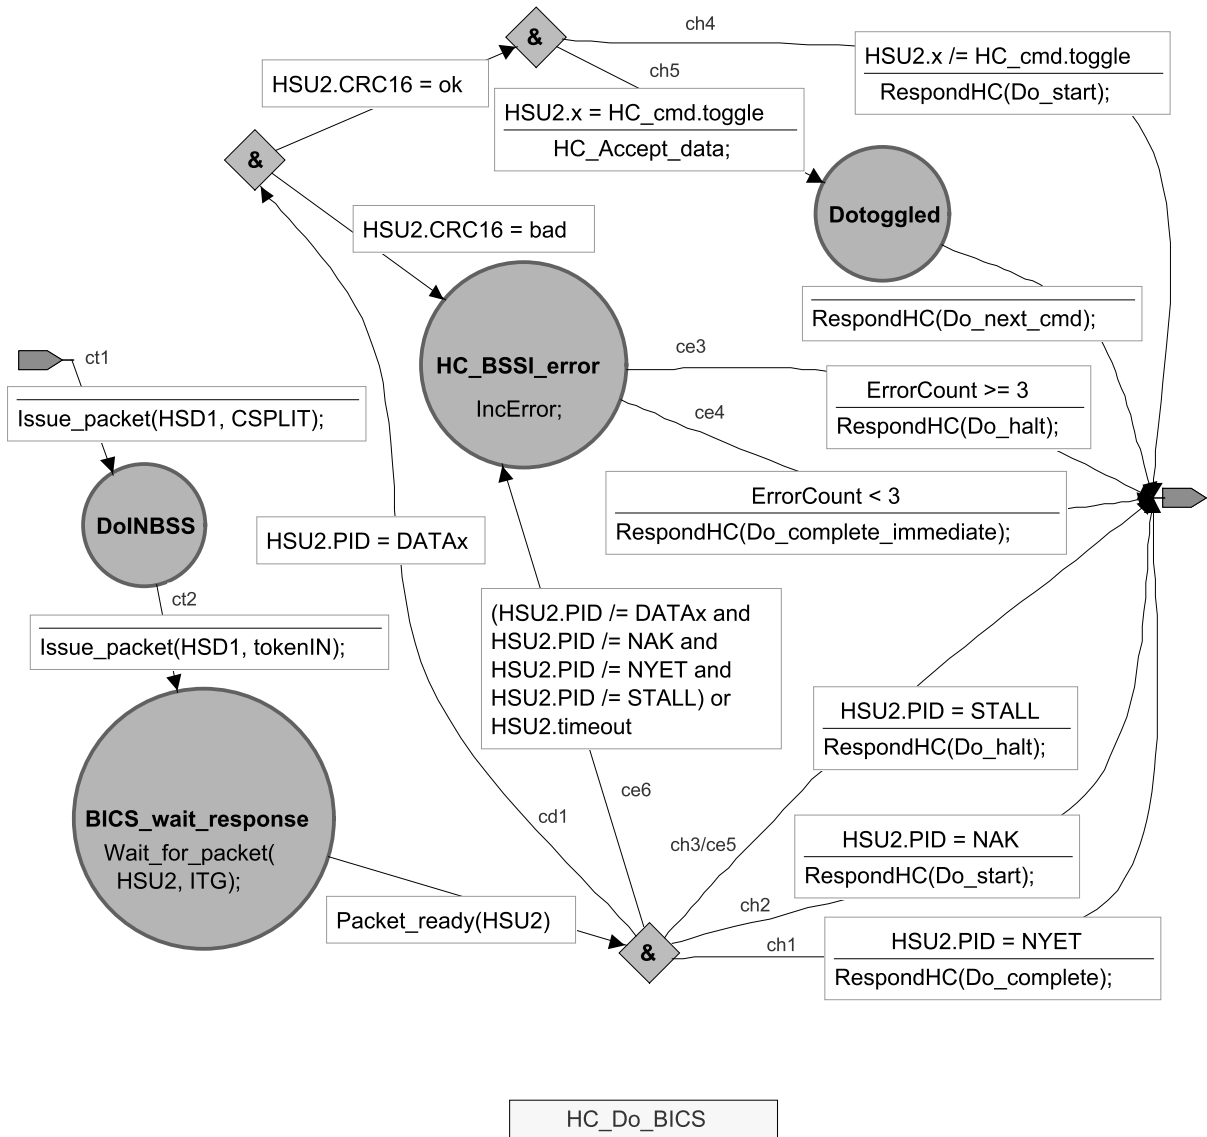 ch4
&
HSU2.x /= HC_cmd.toggle
RespondHC(Do_start);
ch5
HSU2.CRC16 = ok
HSU2.x = HC_cmd.toggle
HC_Accept_data;
&
Dotoggled
HSU2.CRC16 = bad
RespondHC(Do_next_cmd);
ct1
ce3
HC_BSSI_error
IncError;
ErrorCount >= 3
RespondHC(Do_halt);
Issue_packet(HSD1, CSPLIT);
ce4
ErrorCount < 3
RespondHC(Do_complete_immediate);
DoINBSS
HSU2.PID = DATAx
ct2
(HSU2.PID /= DATAx and
HSU2.PID /= NAK and
HSU2.PID /= NYET and
HSU2.PID /= STALL) or
HSU2.timeout
Issue_packet(HSD1, tokenIN);
HSU2.PID = STALL
RespondHC(Do_halt);
ce6
cd1
ch3/ce5
BICS_wait_response
Wait_for_packet(
HSU2, ITG);
HSU2.PID = NAK
RespondHC(Do_start);
ch2
Packet_ready(HSU2)
&
ch1
HSU2.PID = NYET
RespondHC(Do_complete);
HC_Do_BICS